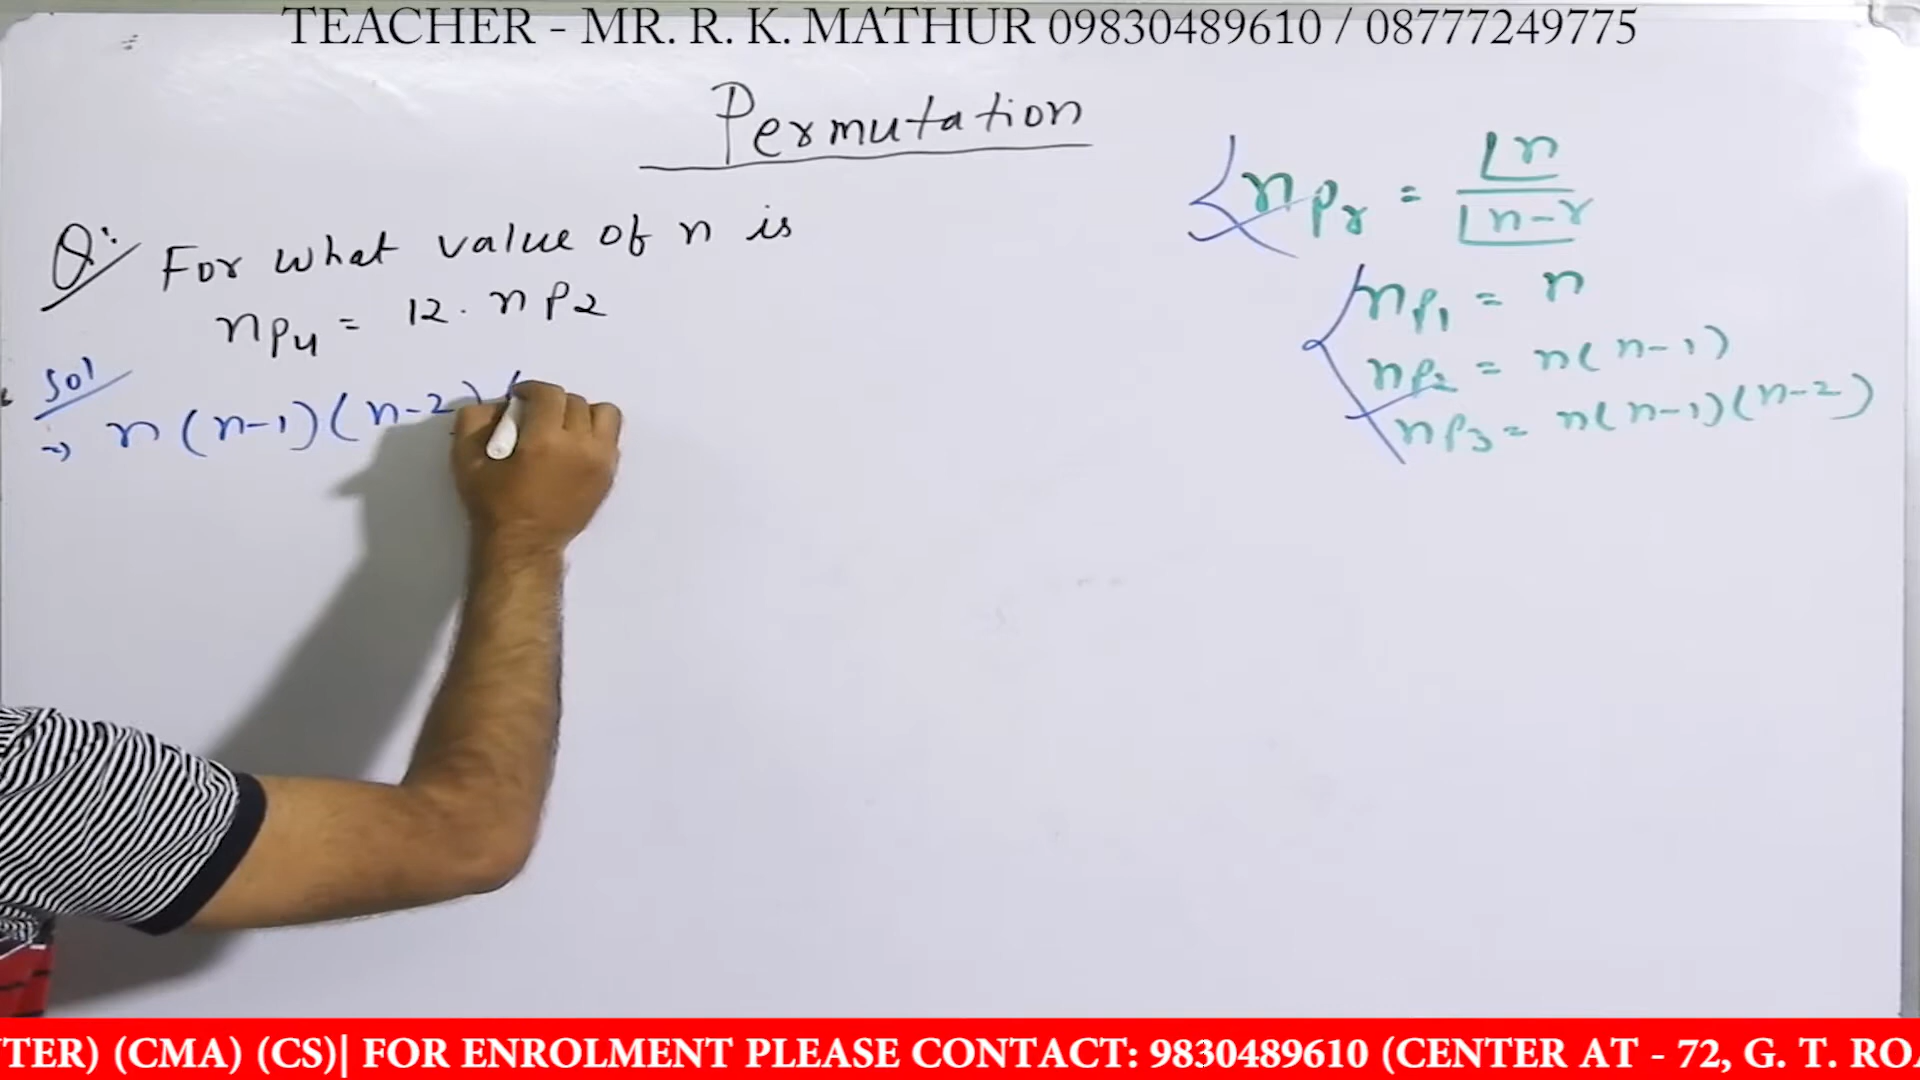 TEACHER - MR. R. K. MATHUR 09830489610 / 08777249775
Permutation
Q: For what value of n is
nP4 = 12. nP2
Sol
→ n(n-1)(n-2)(
nPr = ⌊n / ⌊n-r
nP1 = n
nP2 = n(n-1)
nP3 = n(n-1)(n-2)
TER) (CMA) (CS)| FOR ENROLMENT PLEASE CONTACT: 9830489610 (CENTER AT - 72, G. T. RO